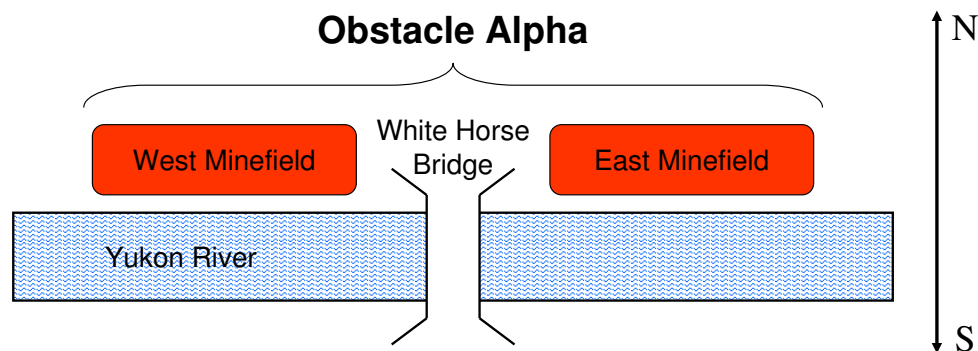 Obstacle Alpha
N
White Horse
Bridge
West Minefield
East Minefield
Yukon River
S